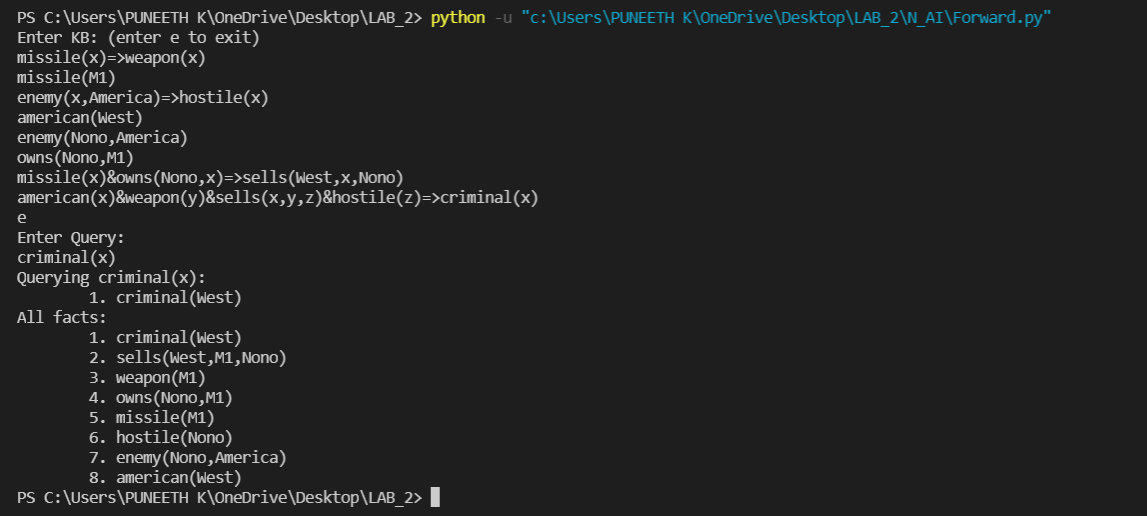 PS C:\Users\PUNEETH K\OneDrive\Desktop\LAB_2> python -u "c:\Users\PUNEETH K\OneDrive\Desktop\LAB_2\N_AI\Forward.py"
Enter KB: (enter e to exit)
missile(x)=>weapon(x)
missile(M1)
enemy(x,America)=>hostile(x)
american(West)
enemy(Nono,America)
owns(Nono,M1)
missile(x)&owns(Nono,x)=>sells(West,x,Nono)
american(x)&weapon(y)&sells(x,y,z)&hostile(z)=>criminal(x)
e
Enter Query:
criminal(x)
Querying criminal(x):
        1. criminal(West)
All facts:
        1. criminal(West)
        2. sells(West,M1,Nono)
        3. weapon(M1)
        4. owns(Nono,M1)
        5. missile(M1)
        6. hostile(Nono)
        7. enemy(Nono,America)
        8. american(West)
PS C:\Users\PUNEETH K\OneDrive\Desktop\LAB_2>